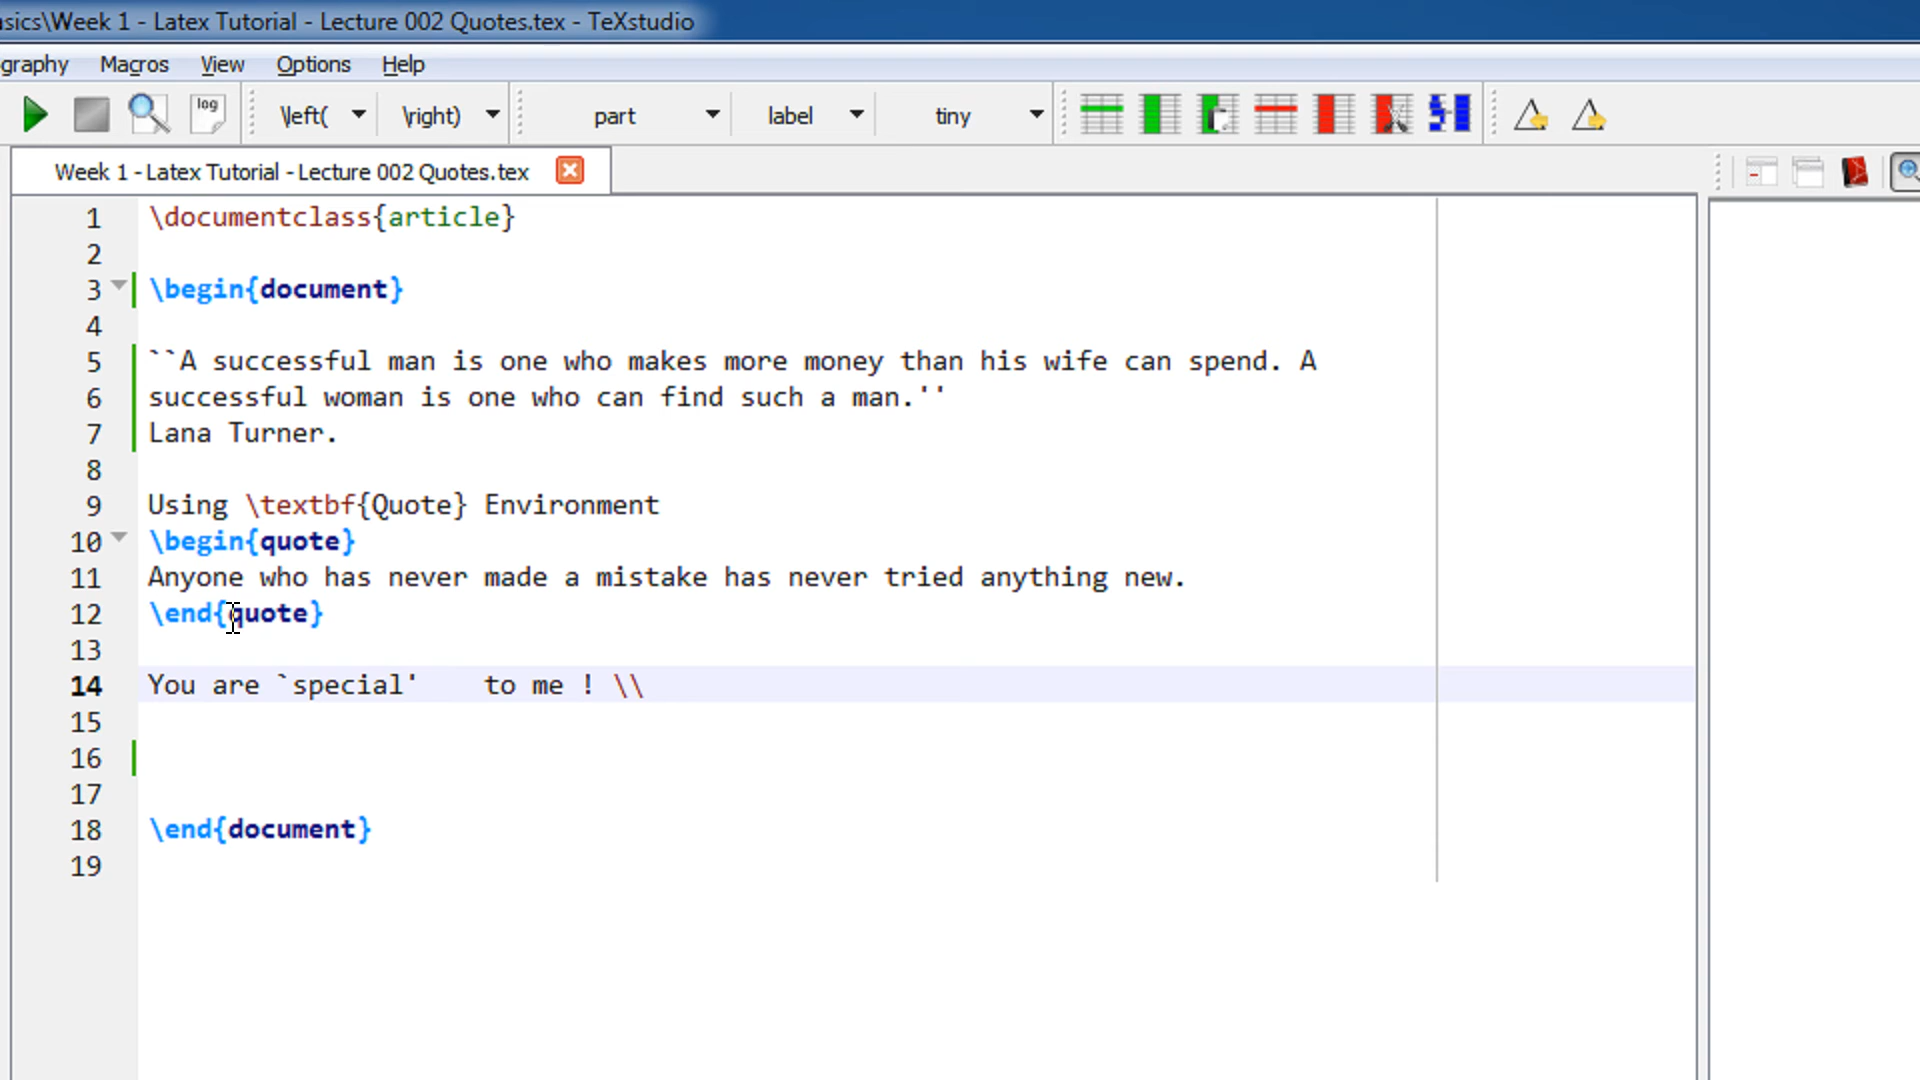 sics\Week 1 - Latex Tutorial - Lecture 002 Quotes.tex - TeXstudio
graphy Macros View Options Help
log \left( \right) part label tiny
Week 1 - Latex Tutorial - Lecture 002 Quotes.tex
1 \documentclass{article}
2
3 \begin{document}
4
5 ``A successful man is one who makes more money than his wife can spend. A
6 successful woman is one who can find such a man.''
7 Lana Turner.
8
9 Using \textbf{Quote} Environment
10 \begin{quote}
11 Anyone who has never made a mistake has never tried anything new.
12 \end{quote}
13
14 You are `special'    to me ! \\
15
16
17
18 \end{document}
19